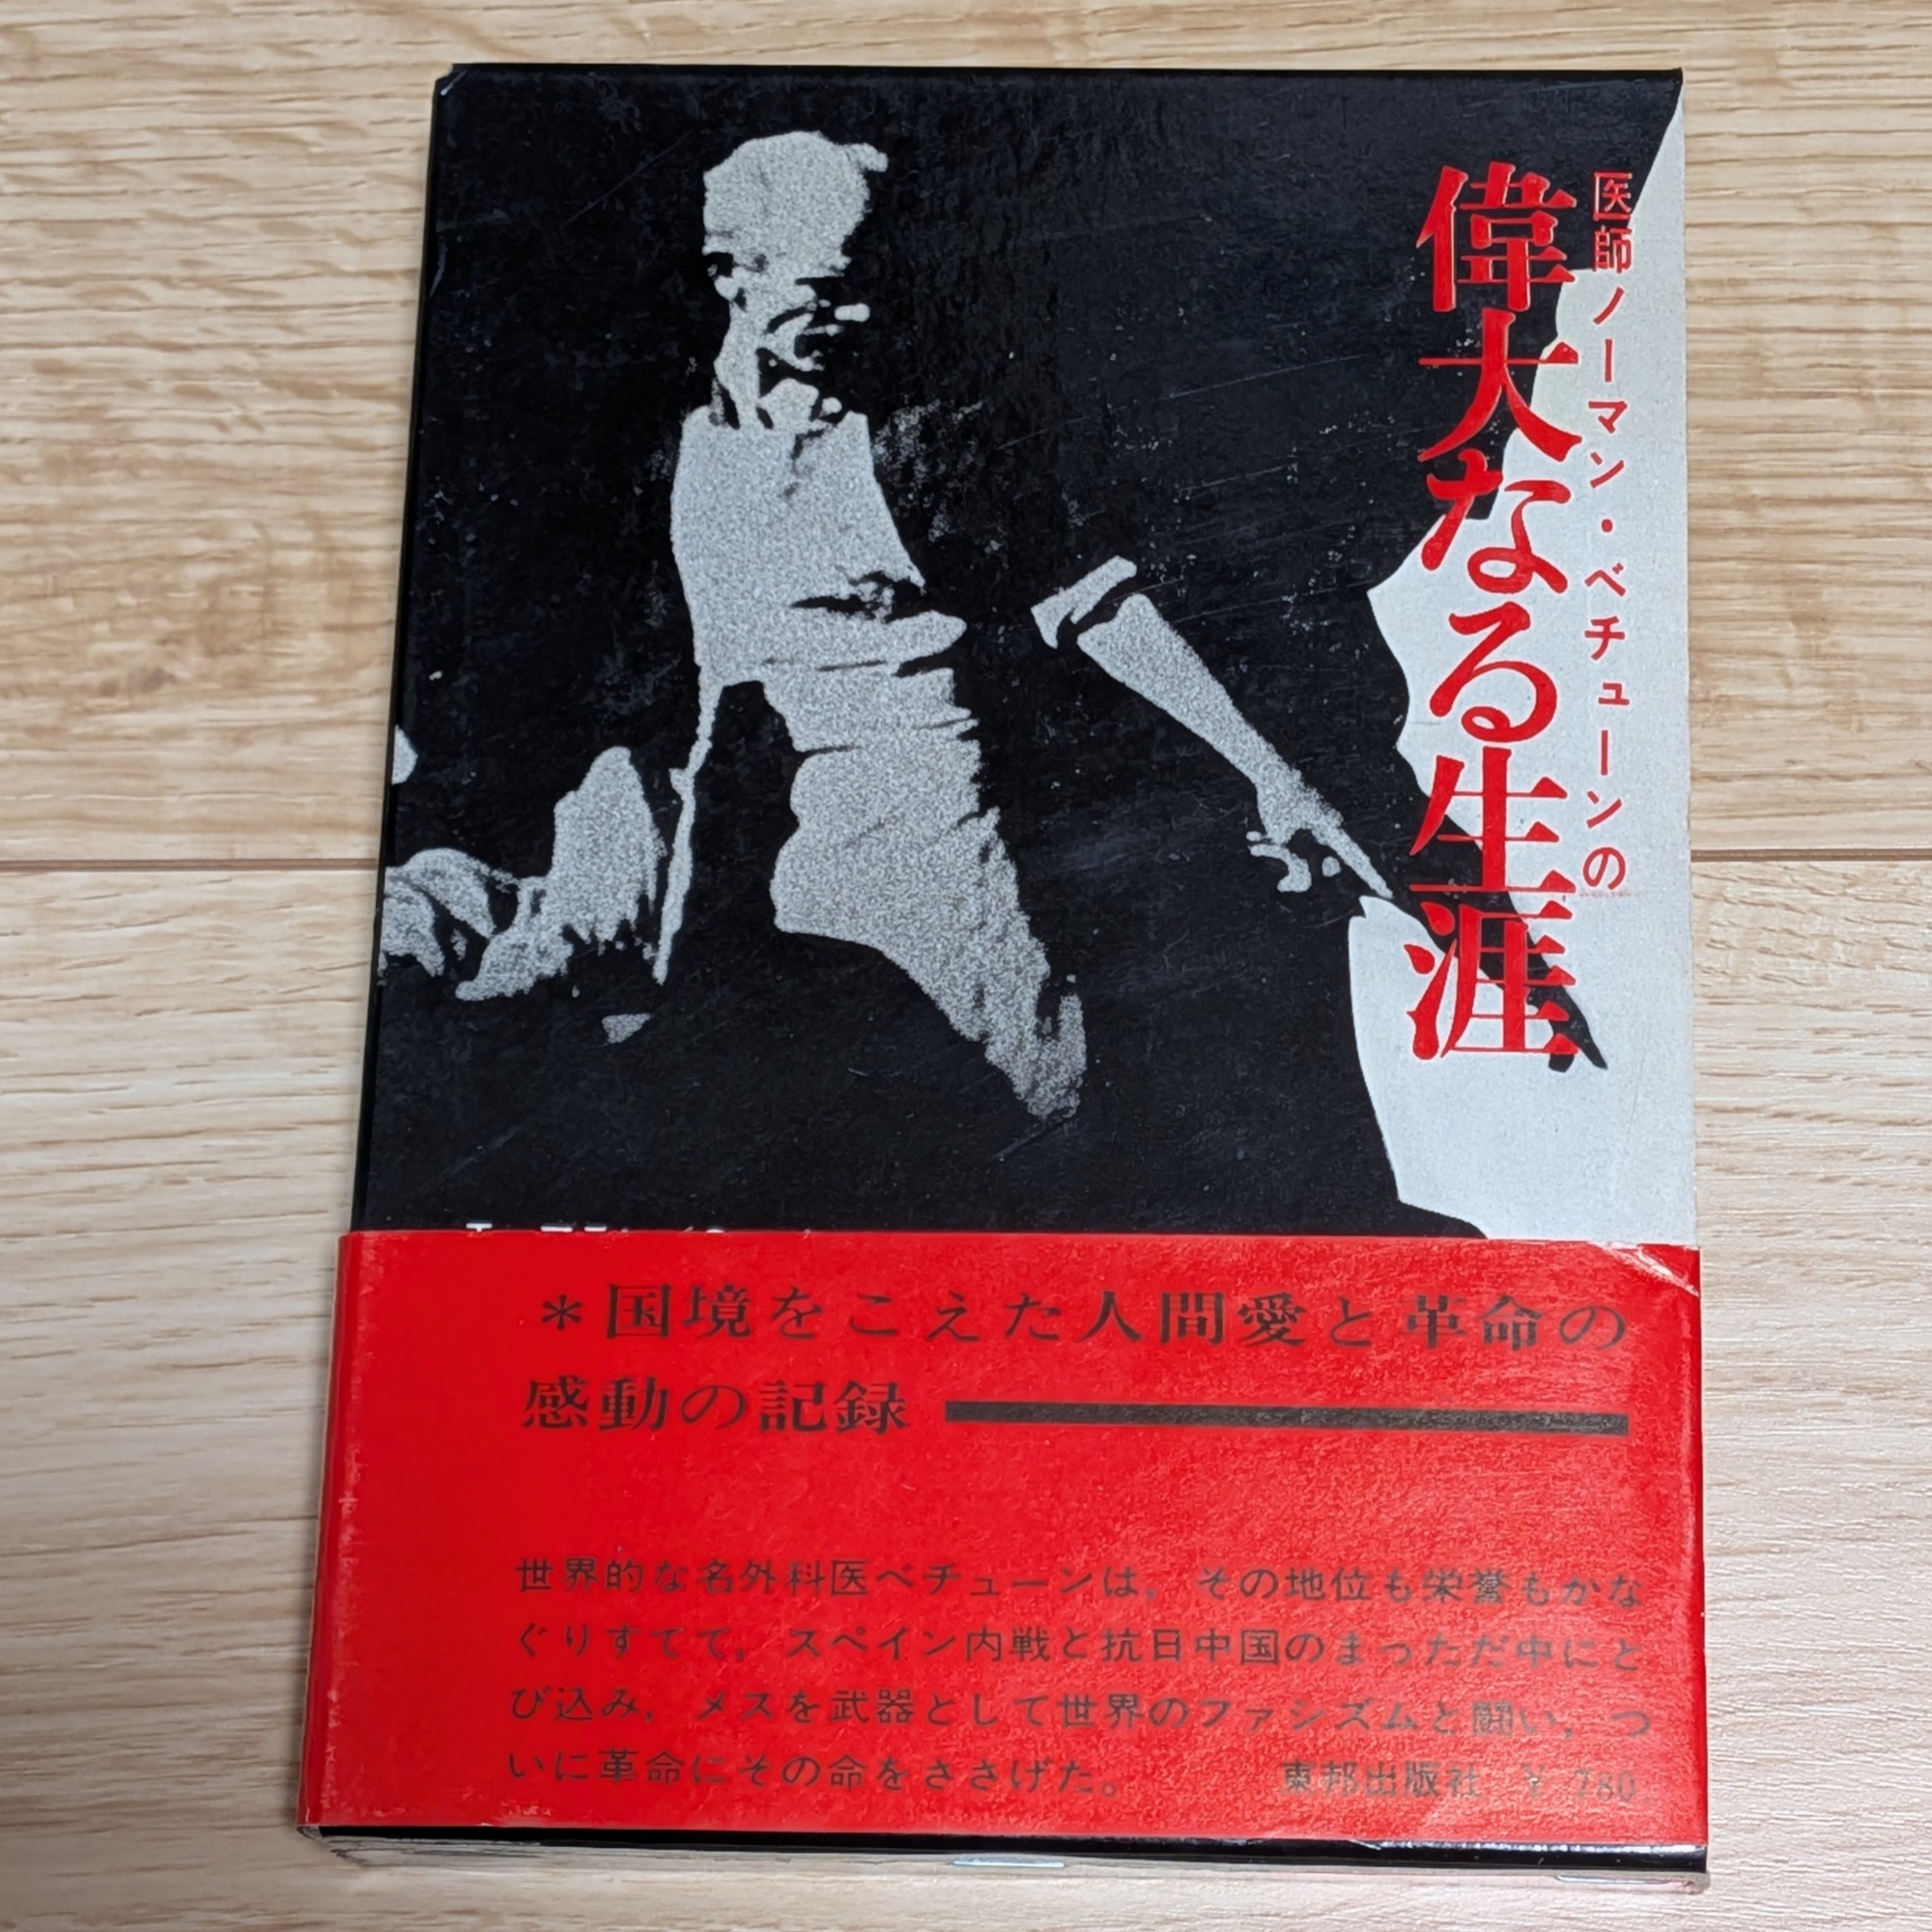 医師ノーマン・ベチューンの
偉大なる生涯
＊国境をこえた人間愛と革命の
感動の記録
世界的な名外科医ベチューンは，その地位も栄誉もかな
ぐりすてて，スペイン内戦と抗日中国のまっただ中にと
び込み，メスを武器として世界のファシズムと闘い，つ
いに革命にその命をささげた。 東邦出版社 ￥780.